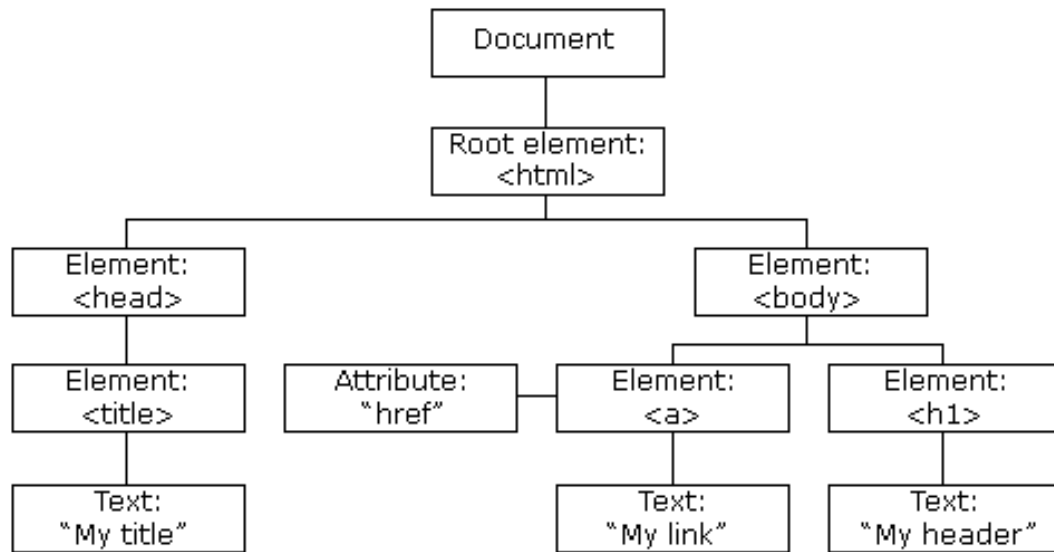 Document
Root element:
<html>
Element:
<head>
Element:
<body>
Element:
<title>
Attribute:
“href”
Element:
<a>
Element:
<h1>
Text:
“My title”
Text:
“My link”
Text:
“My header”